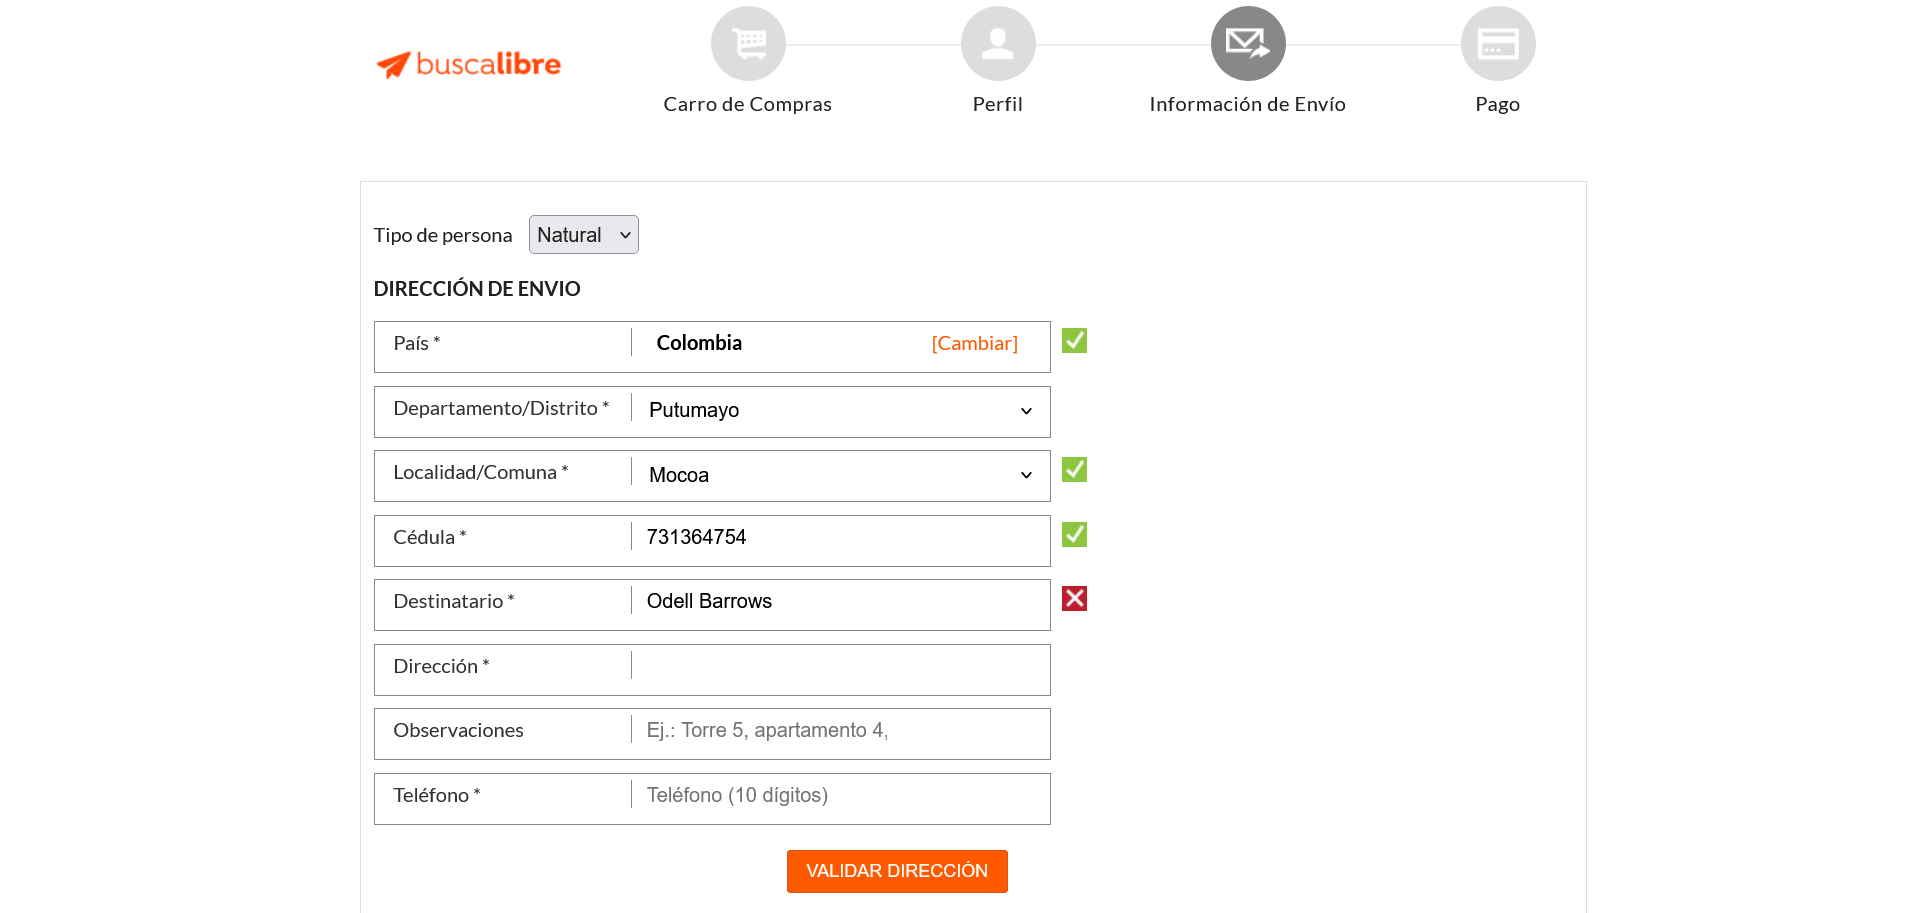 buscalibre
Carro de Compras
Perfil
Información de Envío
Pago
Tipo de persona Natural
DIRECCIÓN DE ENVIO
País * Colombia [Cambiar]
Departamento/Distrito * Putumayo
Localidad/Comuna * Mocoa
Cédula * 731364754
Destinatario * Odell Barrows
Dirección *
Observaciones Ej.: Torre 5, apartamento 4,
Teléfono * Teléfono (10 dígitos)
VALIDAR DIRECCIÓN